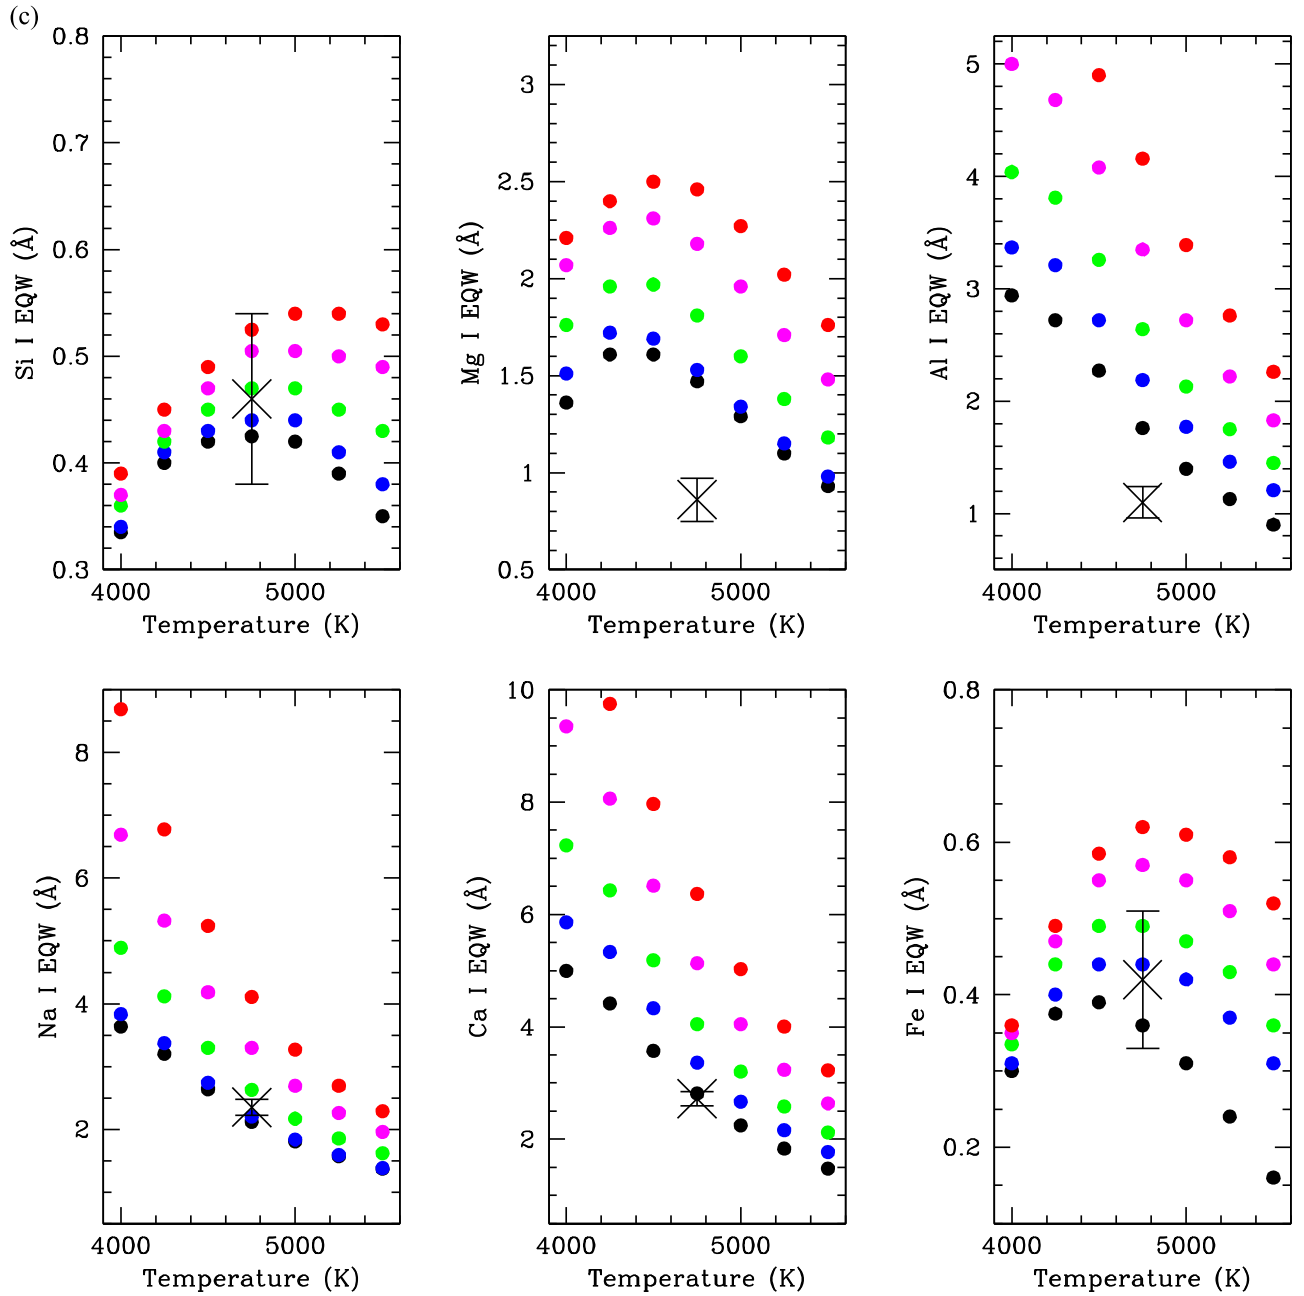 (c)
0.8
0.7
0.6
0.5
0.4
0.3
Si I EQW (Å)
4000 5000
Temperature (K)
3
2.5
2
1.5
1
0.5
Mg I EQW (Å)
4000 5000
Temperature (K)
5
4
3
2
1
Al I EQW (Å)
4000 5000
Temperature (K)
8
6
4
2
Na I EQW (Å)
4000 5000
Temperature (K)
10
8
6
4
2
Ca I EQW (Å)
4000 5000
Temperature (K)
0.8
0.6
0.4
0.2
Fe I EQW (Å)
4000 5000
Temperature (K)